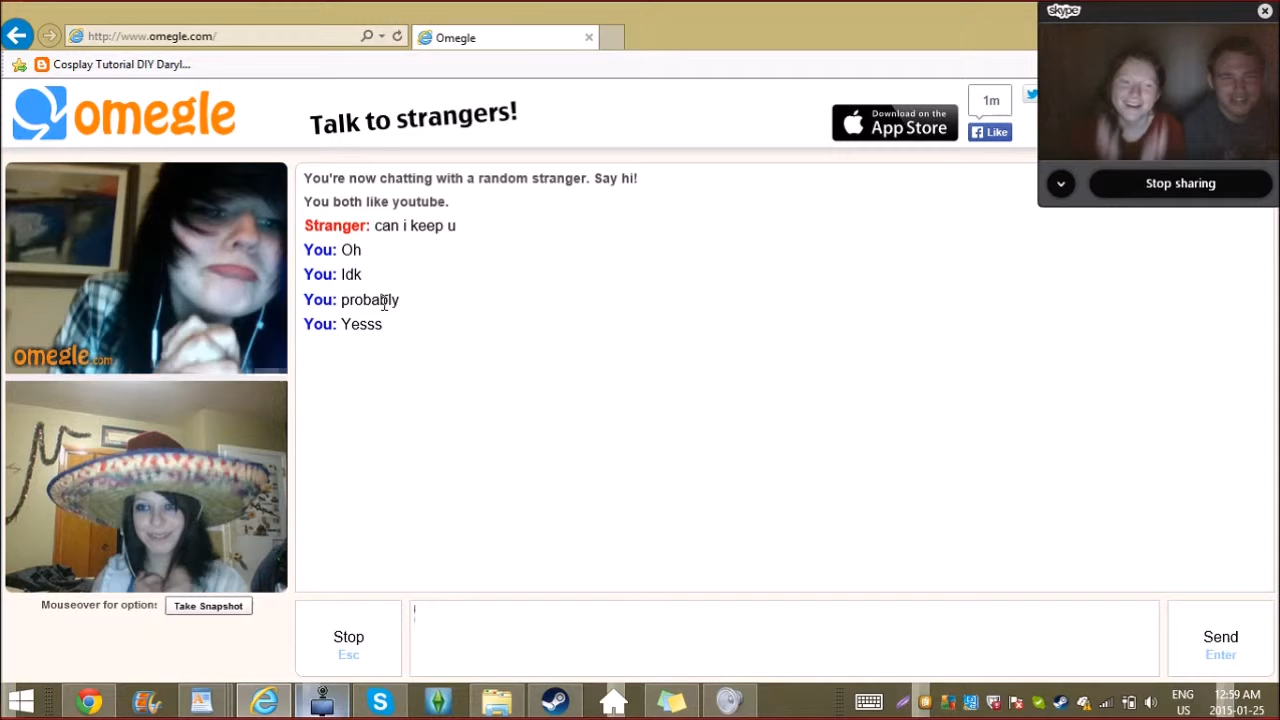 skype
http://www.omegle.com/
Omegle
Cosplay Tutorial DIY Daryl...
omegle
Talk to strangers!
Download on the
App Store
1m
Like
Stop sharing
You're now chatting with a random stranger. Say hi!
You both like youtube.
Stranger: can i keep u
You: Oh
You: Idk
You: probably
You: Yesss
omegle.com
Mouseover for options
Take Snapshot
Stop
Esc
Send
Enter
ENG
US
12:59 AM
2015-01-25